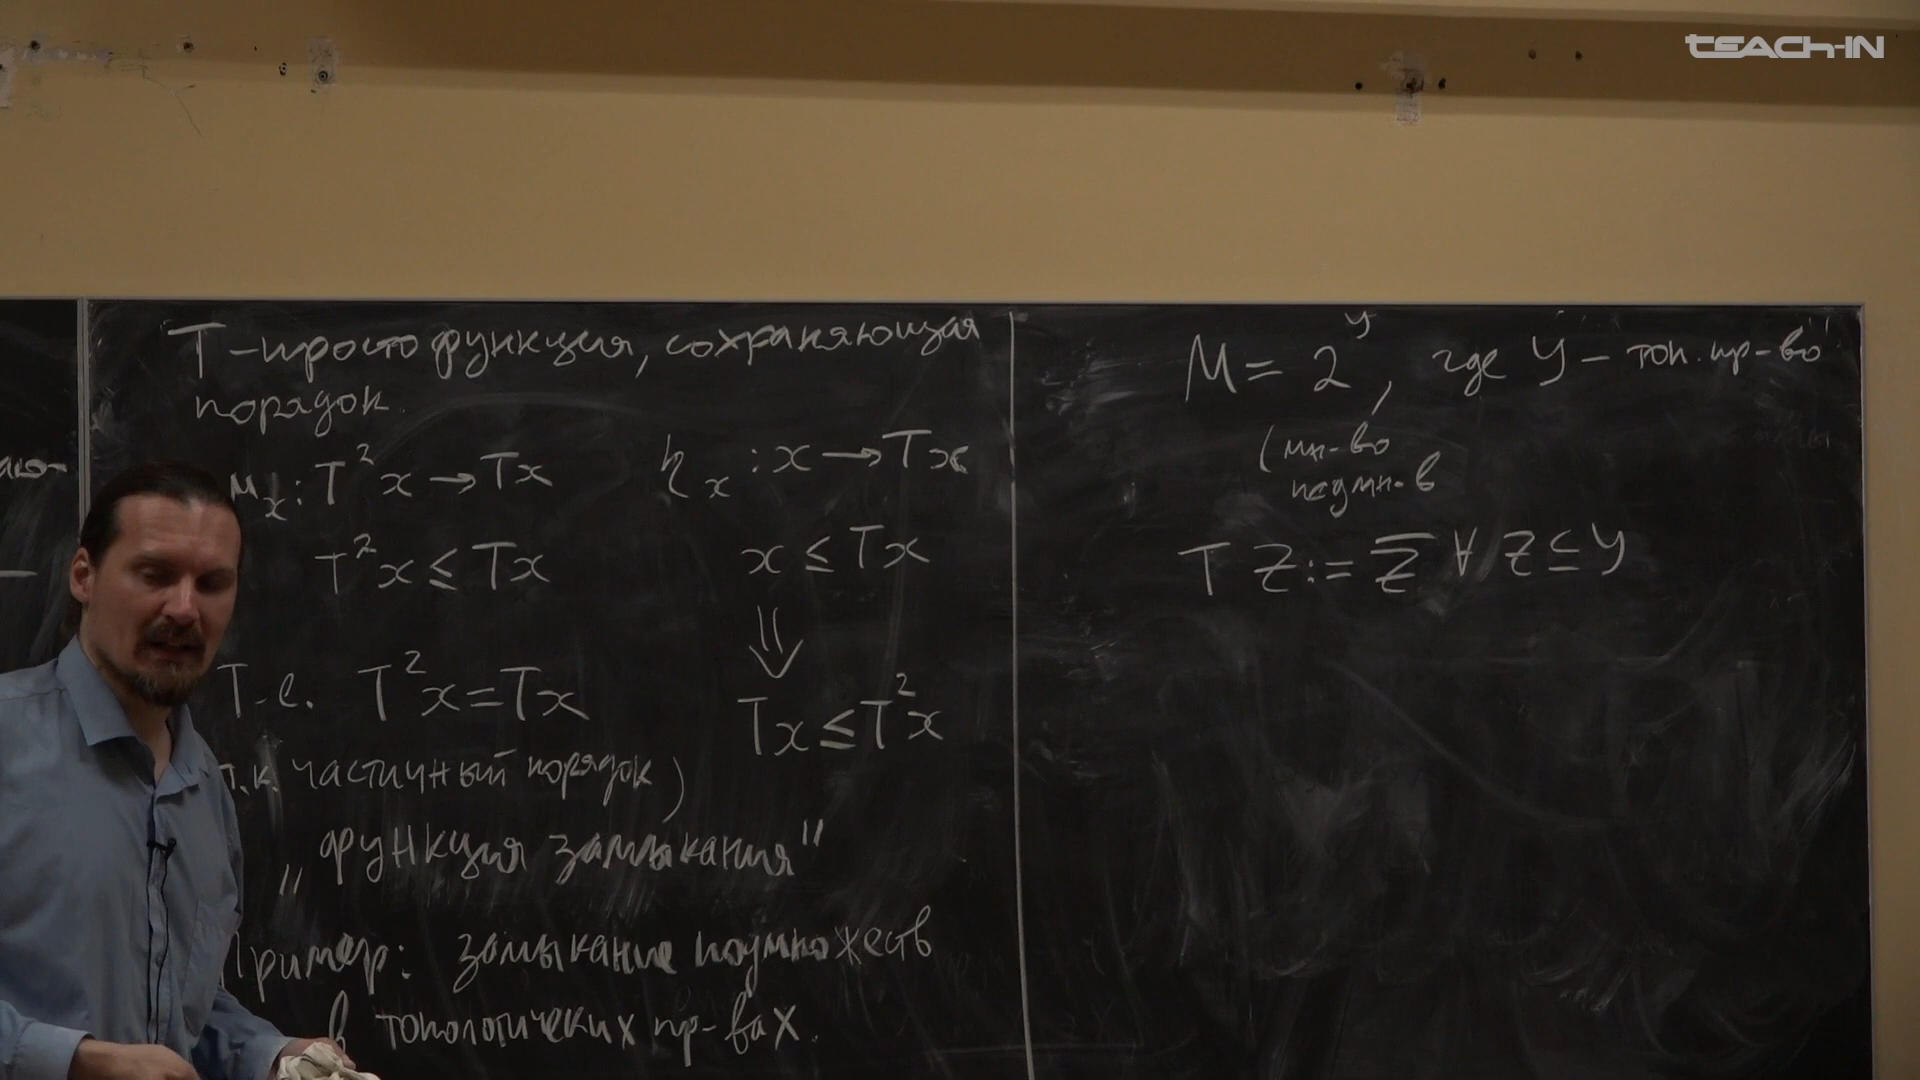 TEACH-IN
T – просто функция, сохраняющая
порядок.
μₓ : T²x → Tx
ηₓ : x → Tx
T²x ≤ Tx
x ≤ Tx
⇓
Т.е. T²x = Tx
Tx ≤ T²x
т.к. частичный порядок)
„функция замыкания"
Пример: замыкание подмножеств
в топологических пр-вах.
M = 2^Y, где Y – топ. пр-во
(мн-во
подмн-в
T Z := Z̅ ∀ Z ⊆ Y